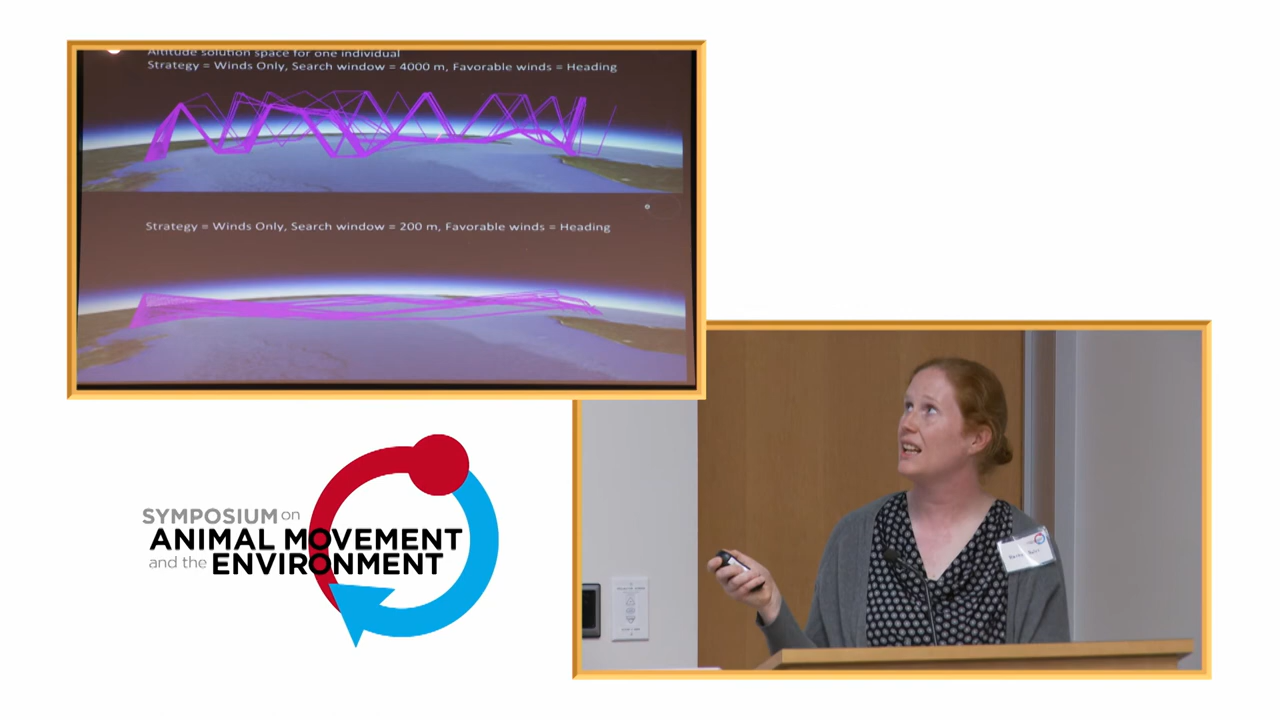 Altitude solution space for one individual
Strategy = Winds Only, Search window = 4000 m, Favorable winds = Heading
Strategy = Winds Only, Search window = 200 m, Favorable winds = Heading
SYMPOSIUM on
ANIMAL MOVEMENT
and the ENVIRONMENT